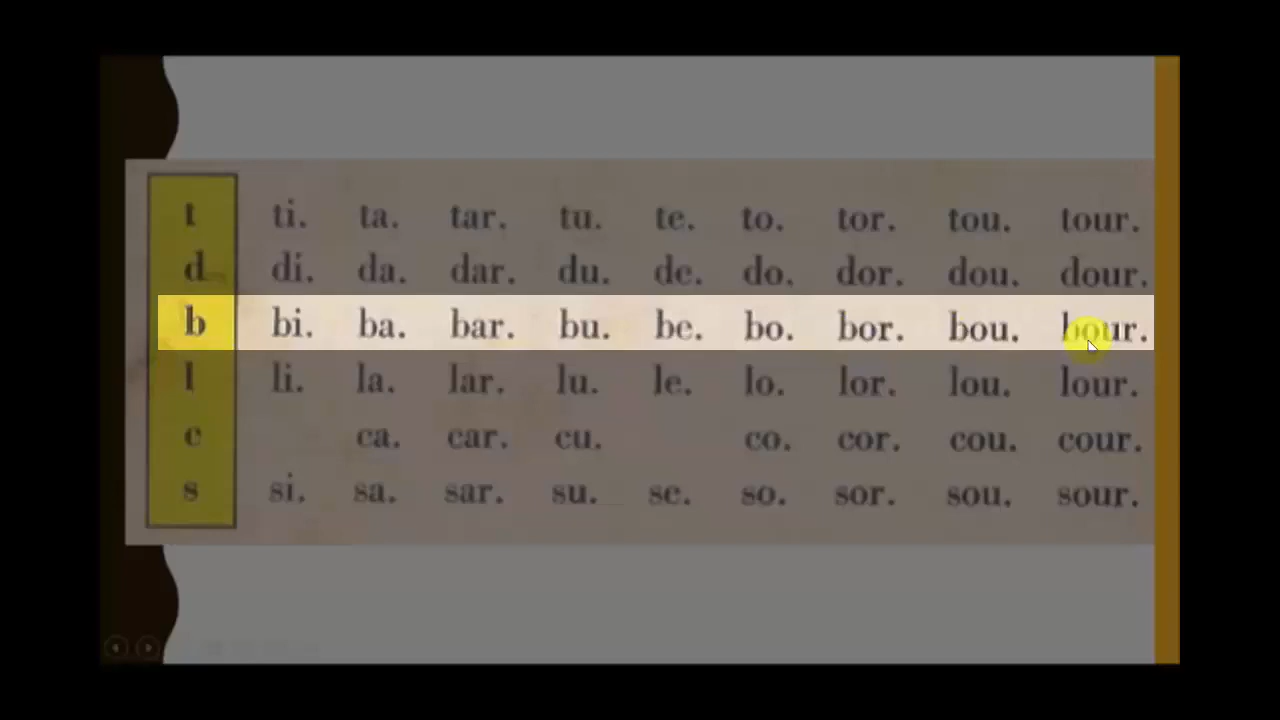 t ti. ta. tar. tu. te. to. tor. tou. tour.
d di. da. dar. du. de. do. dor. dou. dour.
b bi. ba. bar. bu. be. bo. bor. bou. bour.
l li. la. lar. lu. le. lo. lor. lou. lour.
c ca. car. cu. co. cor. cou. cour.
s si. sa. sar. su. se. so. sor. sou. sour.